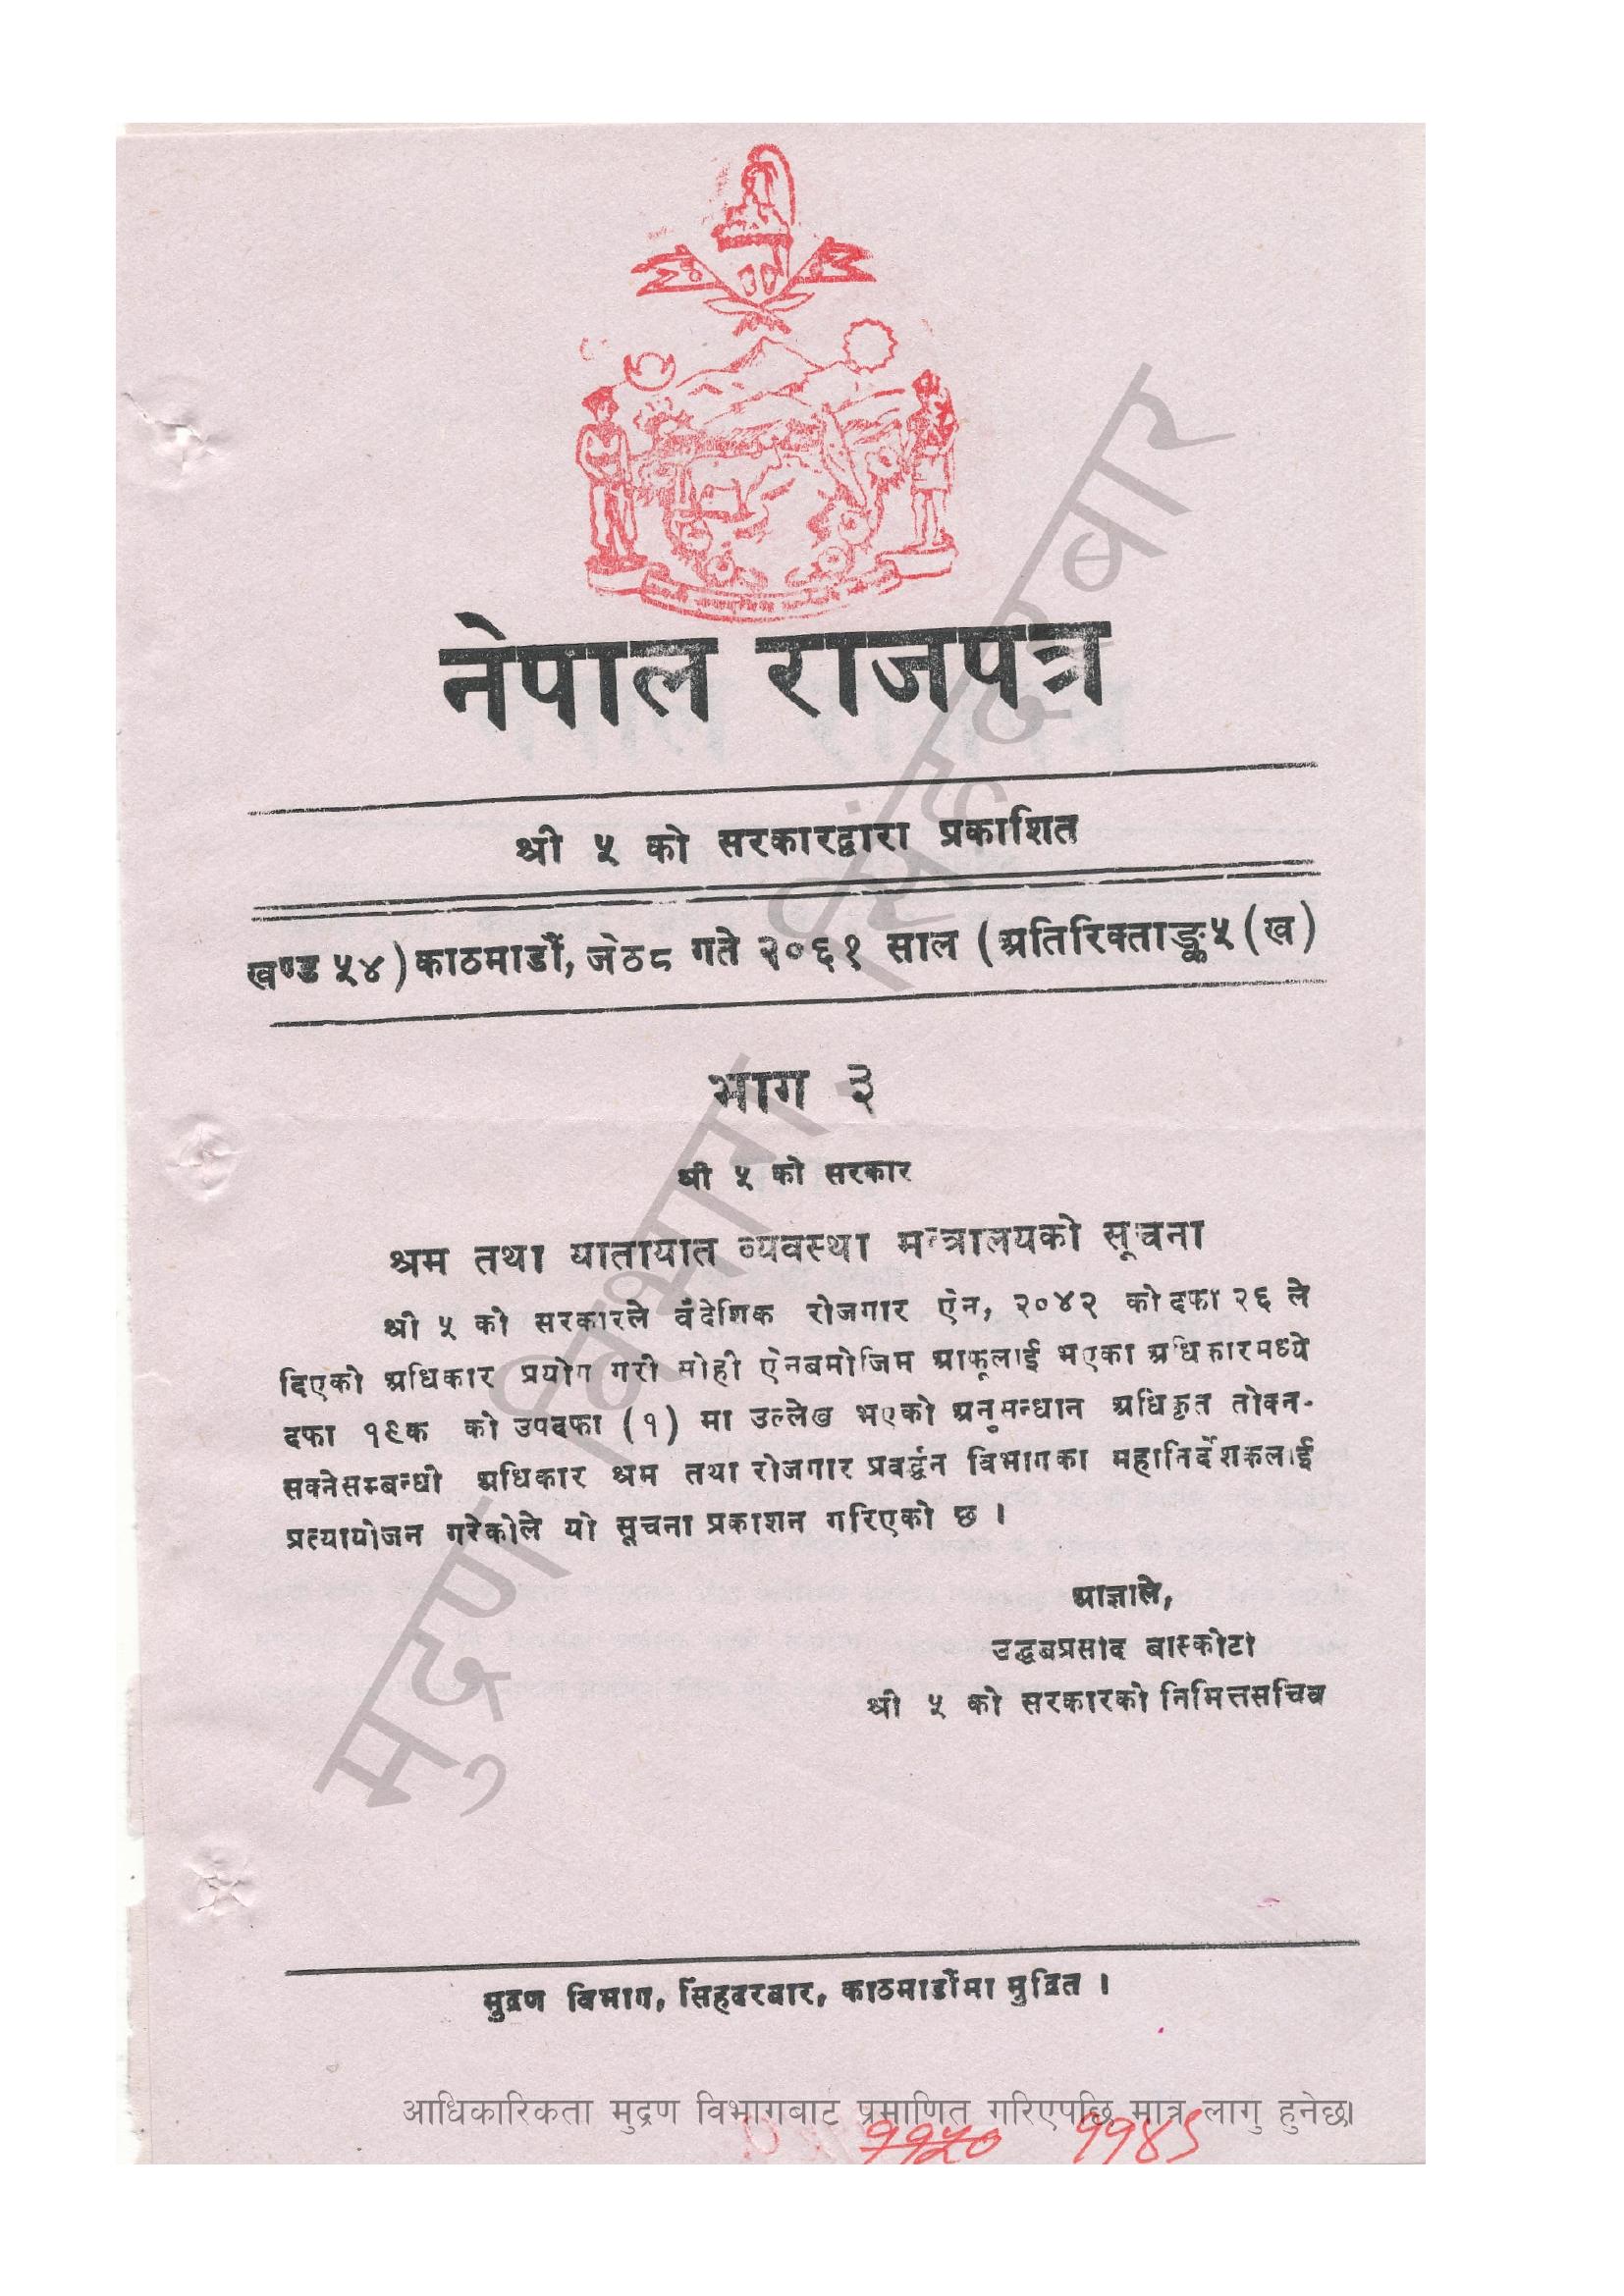 नेपाल राजपत्र
श्री ५ को सरकारद्वारा प्रकाशित
खण्ड ५४) काठमाडौं, जेठ ८ गते २०६१ साल (अतिरिक्ताङ्क ५ (ख)
भाग ३
श्री ५ को सरकार
श्रम तथा यातायात व्यवस्था मन्त्रालयको सूचना
श्री ५ को सरकारले वैदेशिक रोजगार ऐन, २०४२ को दफा २६ ले
दिएको अधिकार प्रयोग गरी सोही ऐनबमोजिम आफूलाई भएका अधिकारमध्ये
दफा १९क को उपदफा (१) मा उल्लेख भएको अनुसन्धान अधिकृत तोक्न-
सक्नेसम्बन्धी अधिकार श्रम तथा रोजगार प्रवर्द्धन विभागका महानिर्देशकलाई
प्रत्यायोजन गरेकोले यो सूचना प्रकाशन गरिएको छ ।
आज्ञाले,
उद्धवप्रसाद बास्कोटा
श्री ५ को सरकारको निमित्तसचिव
मुद्रण विभाग, सिंहदरबार, काठमाडौंमा मुद्रित ।
मुद्रण विभाग, सिंहदरबार
आधिकारिकता मुद्रण विभागबाट प्रमाणित गरिएपछि मात्र लागु हुनेछ।